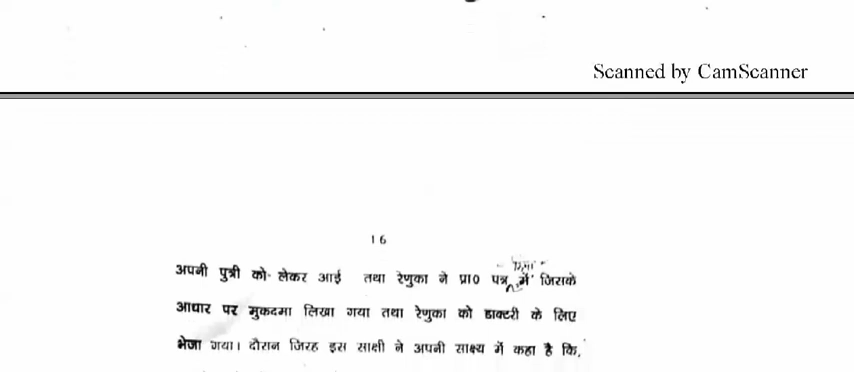 Scanned by CamScanner
16
दिया
अपनी पुत्री को लेकर आई तथा रेणुका ने प्रा0 पत्र में जिसके
आधार पर मुकदमा लिखा गया तथा रेणुका को डाक्टरी के लिए
भेजा गया। दौरान जिरह इस साक्षी ने अपनी साक्ष्य में कहा है कि,